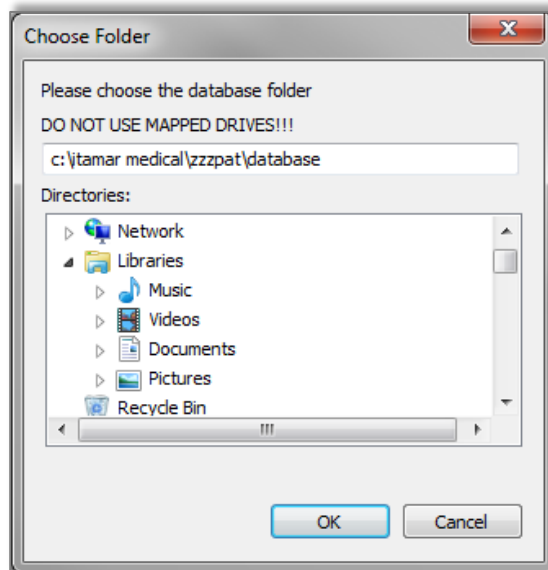 Choose Folder
Please choose the database folder
DO NOT USE MAPPED DRIVES!!!
c:\itamar medical\zzzpat\database
Directories:
Network
Libraries
Music
Videos
Documents
Pictures
Recycle Bin
OK Cancel